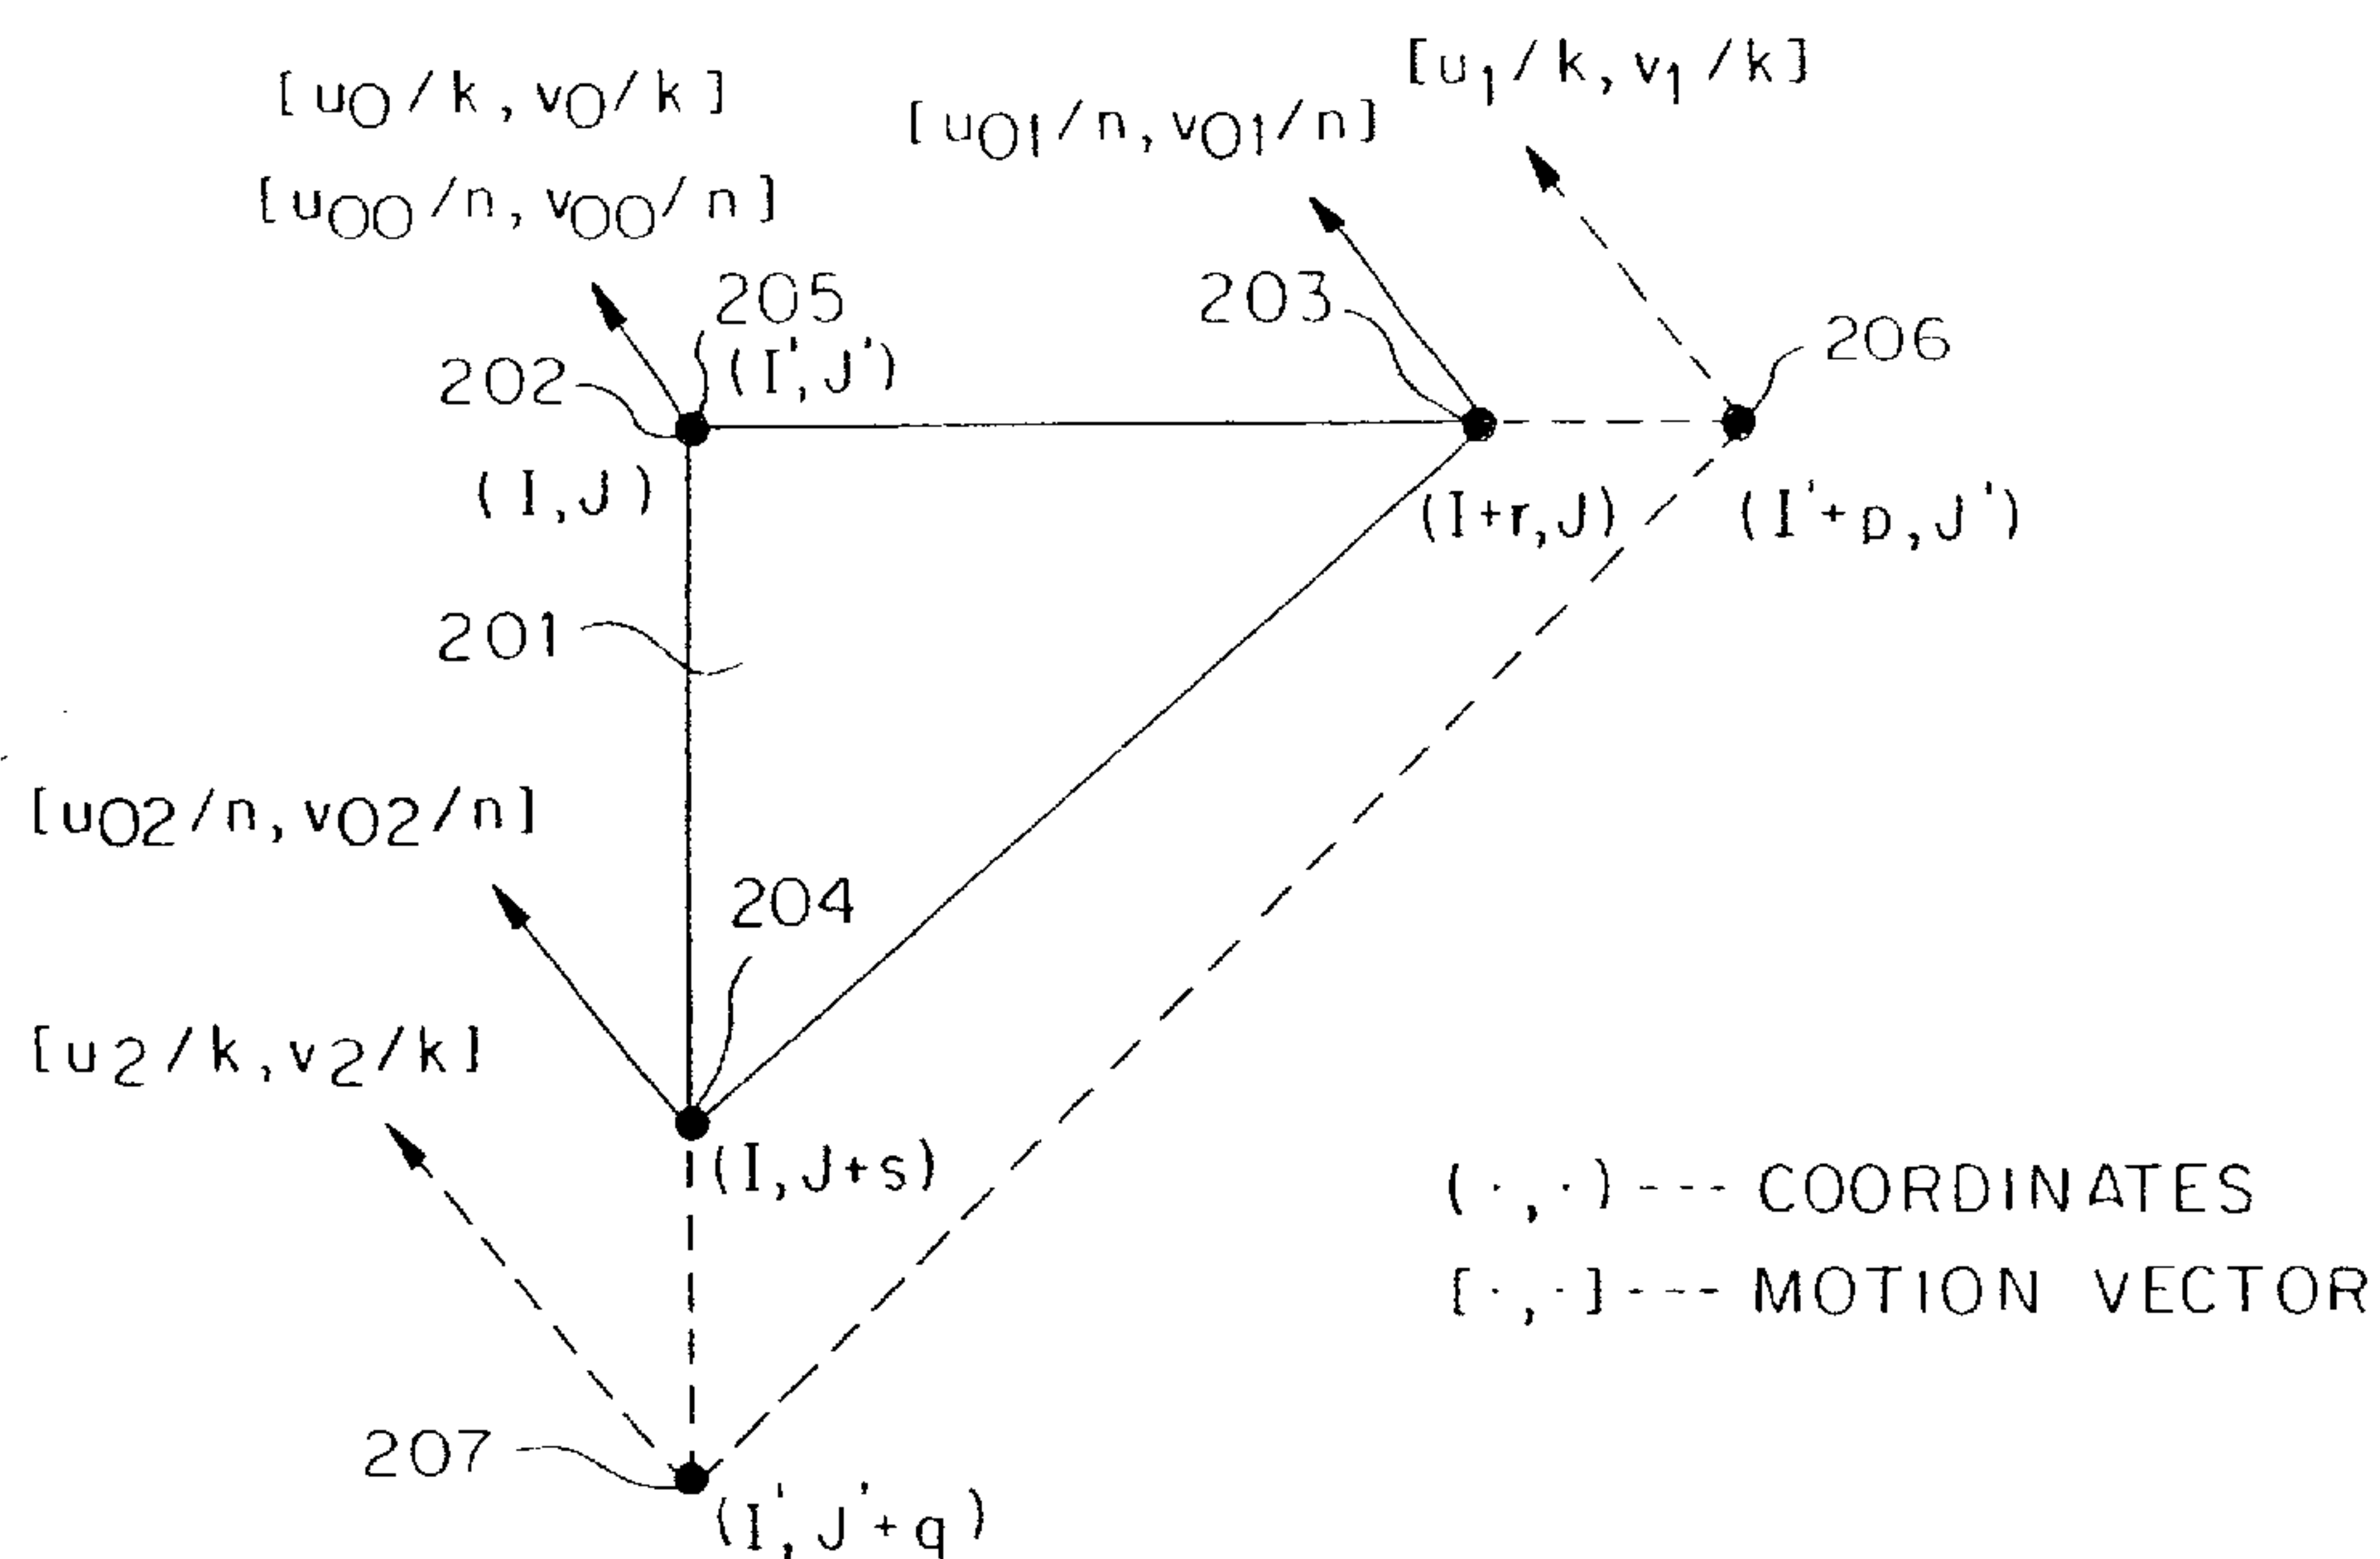 [u1/k,v1/k]
[u0/k,v0/k]
[u01/n,v01/n]
[u00/n,v00/n]
205
203
206
202
(I',J')
(I,J)
(I+r,J)
(I'+p,J')
201
[u02/n,v02/n]
204
[u2/k,v2/k]
(I,J+s)
(·,·)--- COORDINATES
[·,·]--- MOTION VECTOR
207
(I',J'+q)